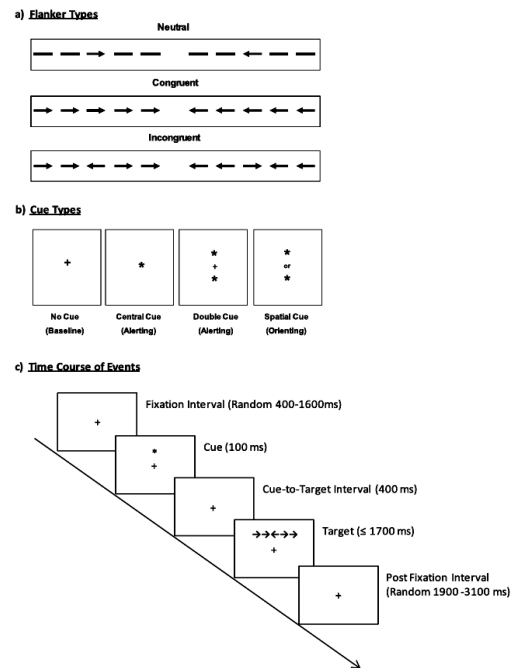 a) Flanker Types
Neutral
Congruent
Incongruent
b) Cue Types
+ * * + * * or *
No Cue Central Cue Double Cue Spatial Cue
(Baseline) (Alerting) (Alerting) (Orienting)
c) Time Course of Events
Fixation Interval (Random 400-1600ms)
Cue (100 ms)
Cue-to-Target Interval (400 ms)
Target (≤ 1700 ms)
Post Fixation Interval
(Random 1900-3100 ms)